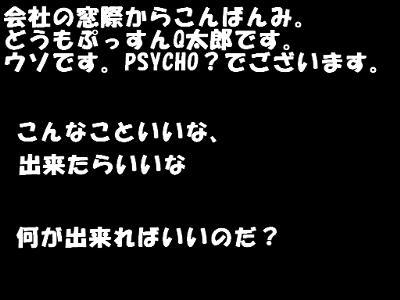 会社の窓際からこんばんみ。
どうもぷっすんQ太郎です。
ウソです。PSYCHO？でございます。
こんなこといいな、
出来たらいいな
何が出来ればいいのだ？